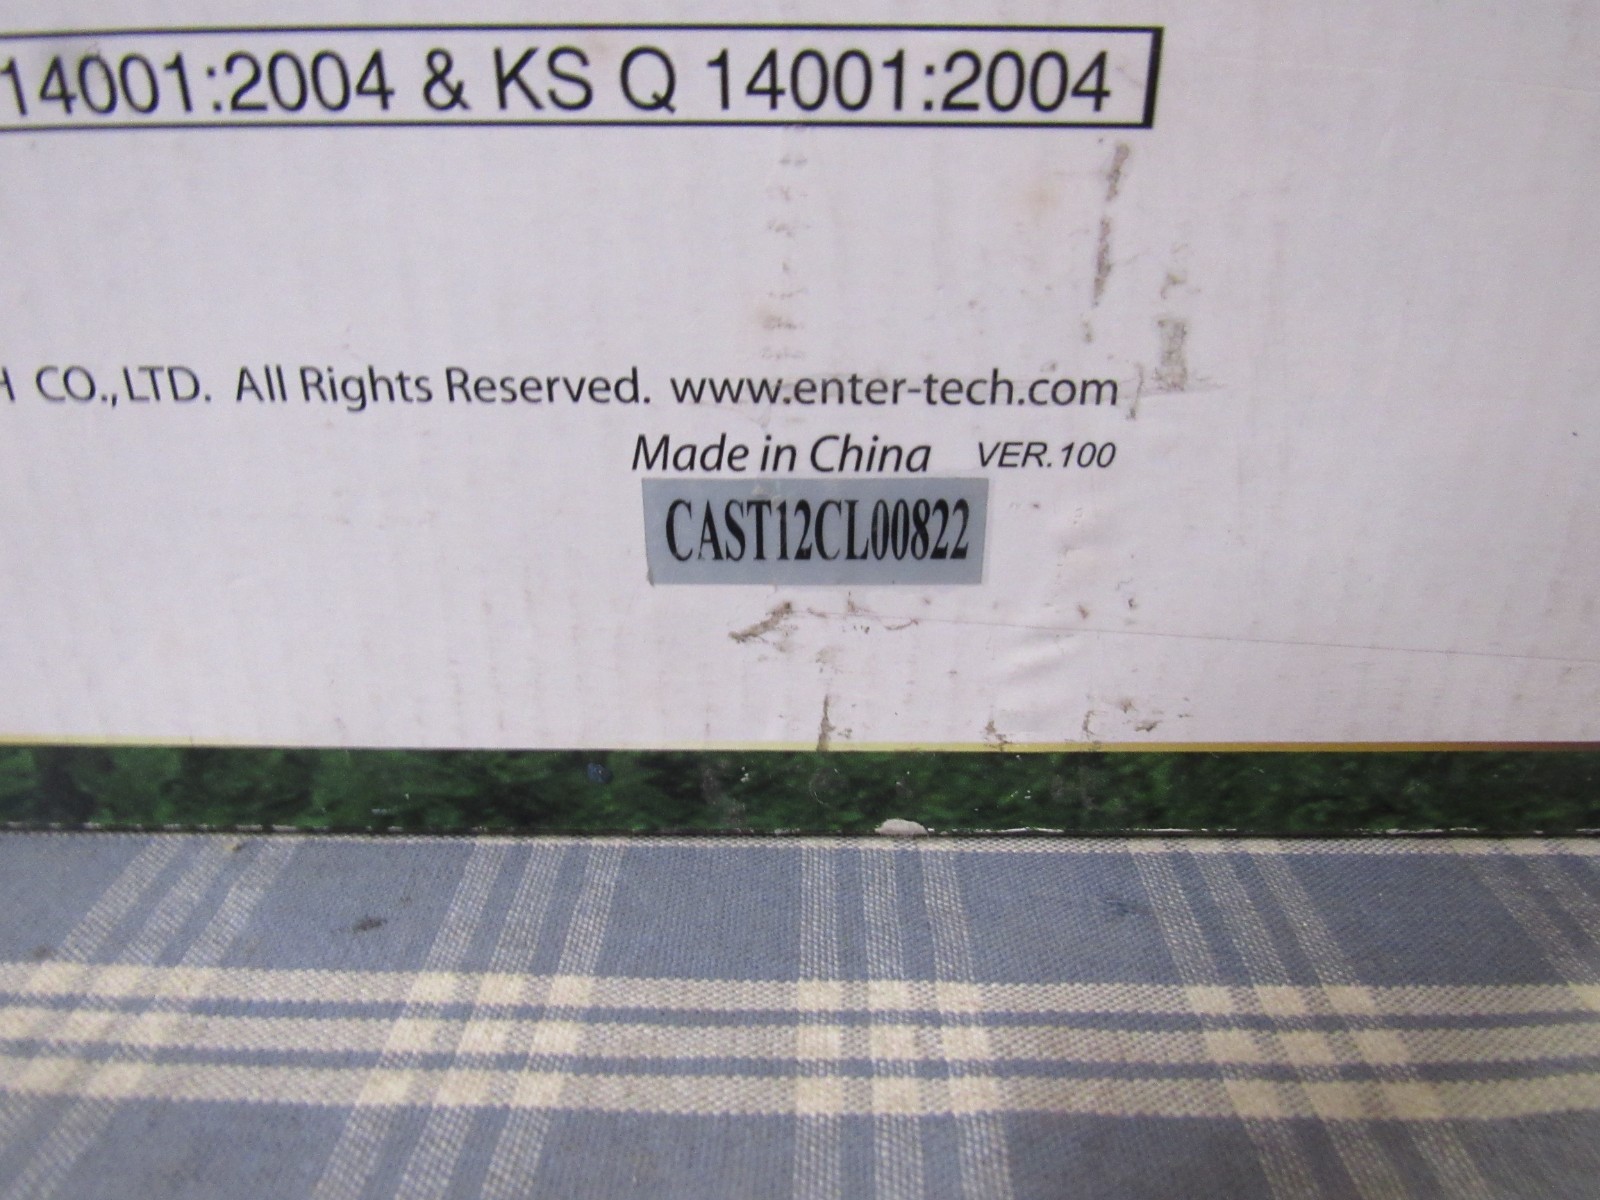 14001:2004 & KS Q 14001:2004
CO.,LTD. All Rights Reserved. www.enter-tech.com
Made in China VER.100
CAST12CL00822